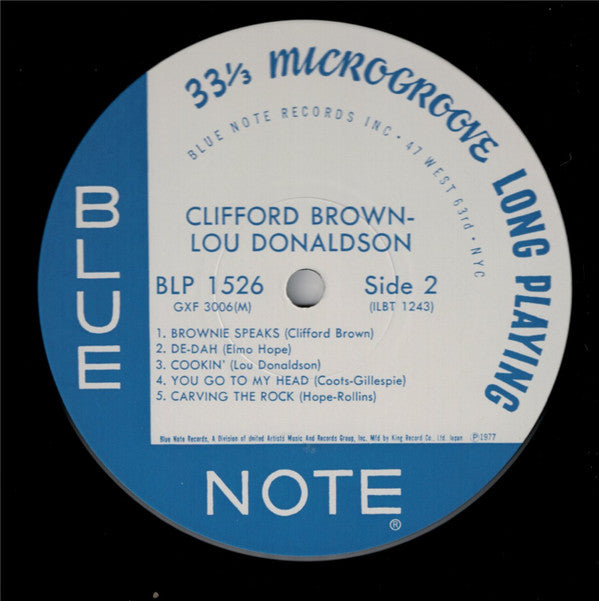 33⅓ MICROGROOVE LONG PLAYING
BLUE NOTE RECORDS INC • 47 WEST 63rd • NYC
CLIFFORD BROWN-
LOU DONALDSON
BLP 1526 Side 2
GXF 3006(M) (ILBT 1243)
1. BROWNIE SPEAKS (Clifford Brown)
2. DE-DAH (Elmo Hope)
3. COOKIN' (Lou Donaldson)
4. YOU GO TO MY HEAD (Coots-Gillespie)
5. CARVING THE ROCK (Hope-Rollins)
Blue Note Records, A Division of United Artists Music And Records Group, Inc. Mfd by King Record Co., Ltd. Japan ℗1977
BLUE
NOTE®